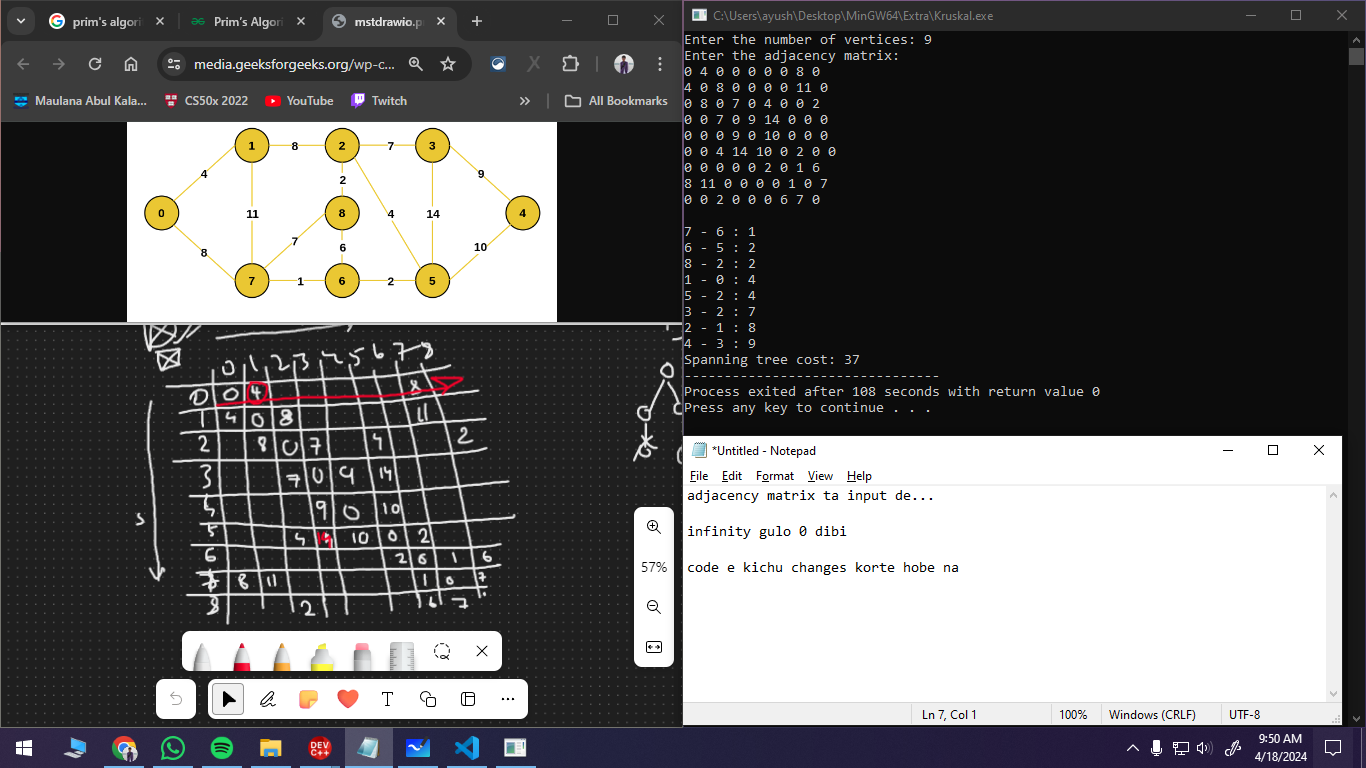 prim's algori
Prim's Algori
mstdrawio.p
media.geeksforgeeks.org/wp-c...
Maulana Abul Kala...
CS50x 2022
YouTube
Twitch
»
All Bookmarks
1 8 2 7 3
4 2 9
0 11 8 4 14 4
8 7 6 10
7 1 6 2 5
0 1 2 3 4 5 6 7 8
0 0 4 8
1 4 0 8 11
2 8 0 7 4 2
3 7 0 9 14
4 9 0 10
5 4 14 10 0 2
6 2 0 1 6
7 8 11 1 0 7
8 2 6 7
57%
T
C:\Users\ayush\Desktop\MinGW64\Extra\Kruskal.exe
Enter the number of vertices: 9
Enter the adjacency matrix:
0 4 0 0 0 0 0 8 0
4 0 8 0 0 0 0 11 0
0 8 0 7 0 4 0 0 2
0 0 7 0 9 14 0 0 0
0 0 0 9 0 10 0 0 0
0 0 4 14 10 0 2 0 0
0 0 0 0 0 2 0 1 6
8 11 0 0 0 0 1 0 7
0 0 2 0 0 0 6 7 0
7 - 6 : 1
6 - 5 : 2
8 - 2 : 2
1 - 0 : 4
5 - 2 : 4
3 - 2 : 7
2 - 1 : 8
4 - 3 : 9
Spanning tree cost: 37
--------------------------------
Process exited after 108 seconds with return value 0
Press any key to continue . . .
*Untitled - Notepad
File Edit Format View Help
adjacency matrix ta input de...
infinity gulo 0 dibi
code e kichu changes korte hobe na
Ln 7, Col 1 100% Windows (CRLF) UTF-8
DEV C++
9:50 AM
4/18/2024